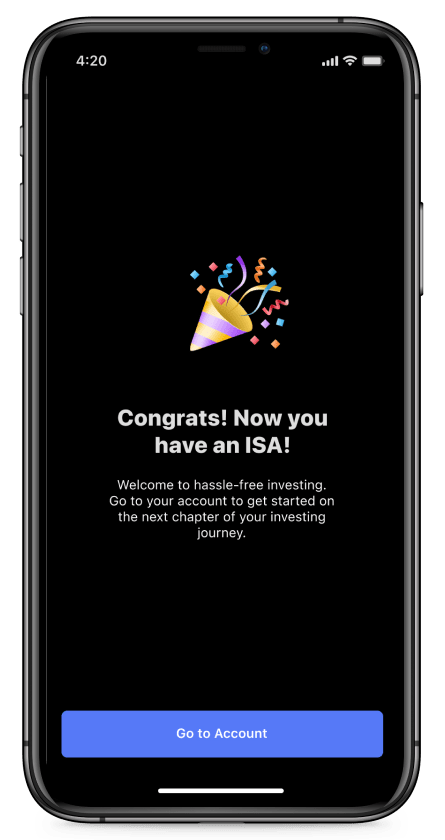 4:20
Congrats! Now you
have an ISA!
Welcome to hassle-free investing.
Go to your account to get started on
the next chapter of your investing
journey.
Go to Account